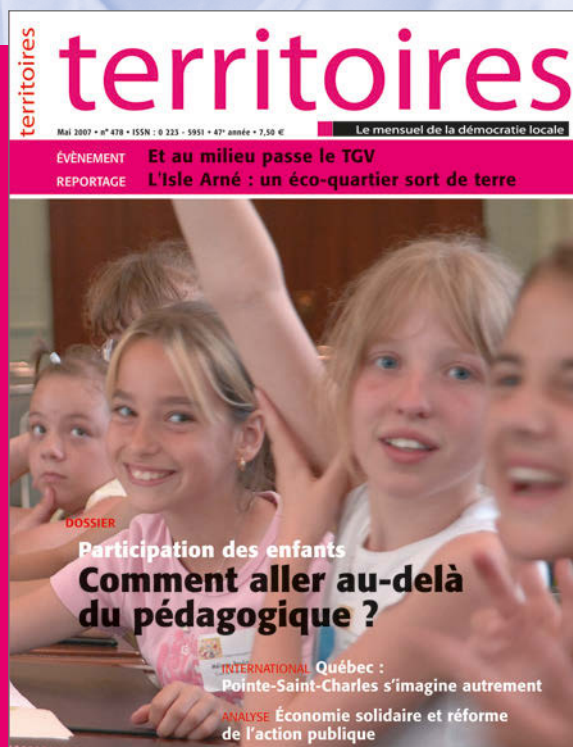 territoires
territoires
Mai 2007 • n° 478 • ISSN : 0 223 - 5951 • 47e année • 7,50 €
Le mensuel de la démocratie locale
ÉVÈNEMENT Et au milieu passe le TGV
REPORTAGE L'Isle Arné : un éco-quartier sort de terre
DOSSIER
Participation des enfants
Comment aller au-delà
du pédagogique ?
INTERNATIONAL Québec :
Pointe-Saint-Charles s'imagine autrement
ANALYSE Économie solidaire et réforme
de l'action publique